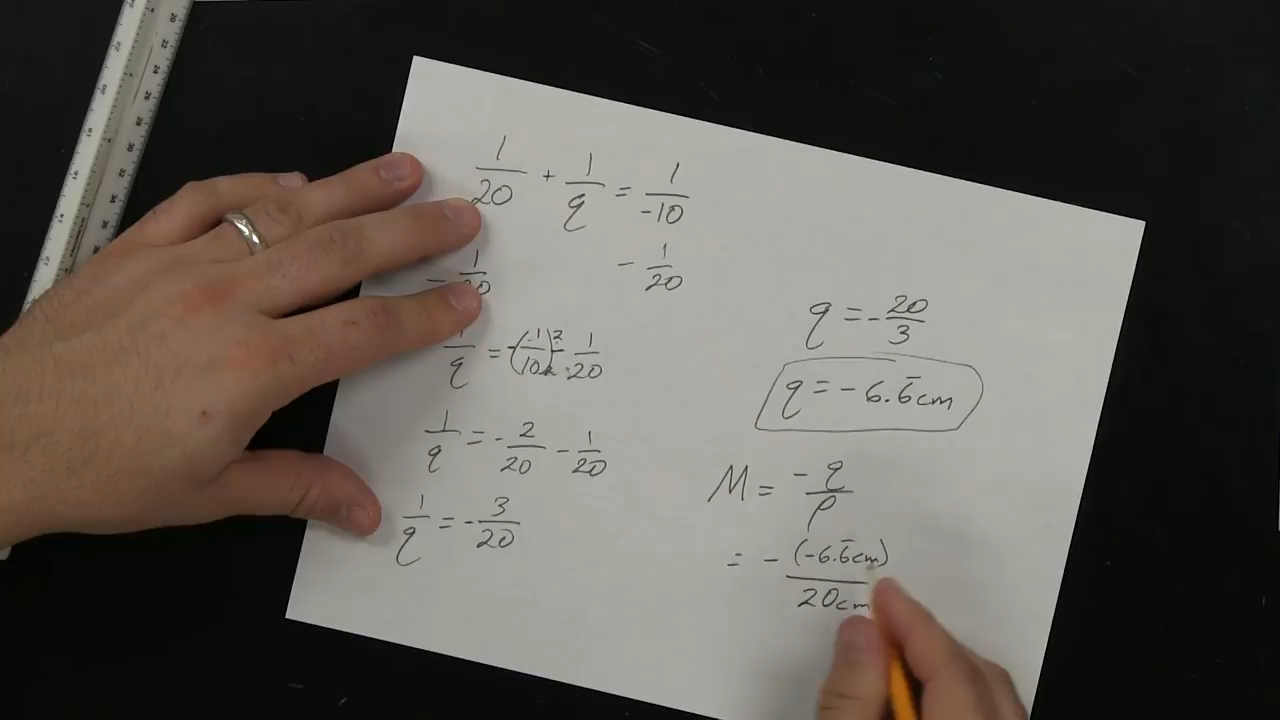 1/20 + 1/q = 1/-10
- 1/20 - 1/20
1/q = -(-1/10)2/2 - 1/20
1/q = - 2/20 - 1/20
1/q = - 3/20
q = - 20/3
q = -6.6̅cm
M = -q/p
= - (-6.6̅cm)/20cm